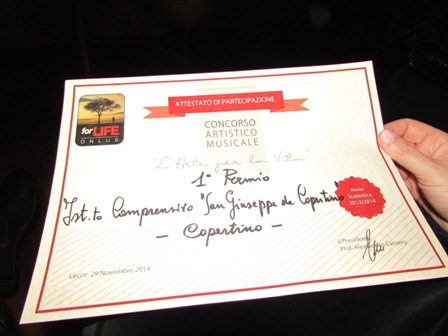 for LIFE
ONLUS
ATTESTATO DI PARTECIPAZIONE
CONCORSO
ARTISTICO
MUSICALE
"L'Arte per la Vita"
1° Premio
Ist.to Comprensivo "San Giuseppe da Copertino"
- Copertino -
Anno
Scolastico
2013/2014
Il Presidente
Prof.
Lecce, 29 Novembre 2014